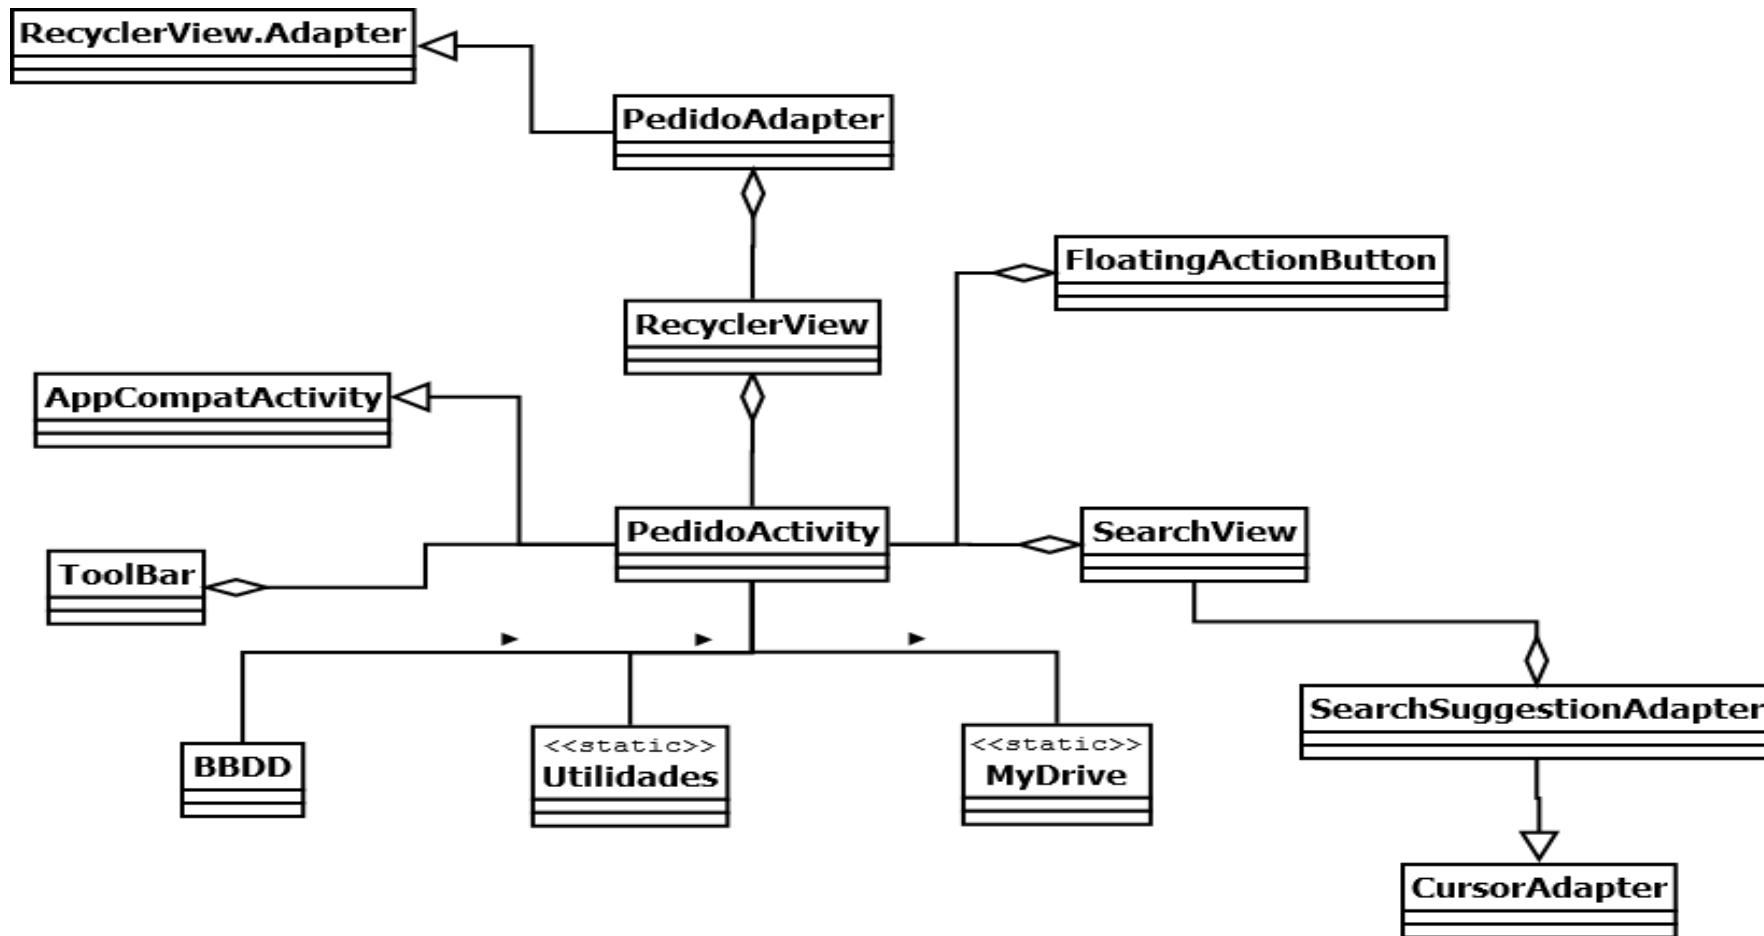 RecyclerView.Adapter
PedidoAdapter
FloatingActionButton
RecyclerView
AppCompatActivity
PedidoActivity
SearchView
ToolBar
SearchSuggestionAdapter
<<static>>
Utilidades
<<static>>
MyDrive
BBDD
CursorAdapter